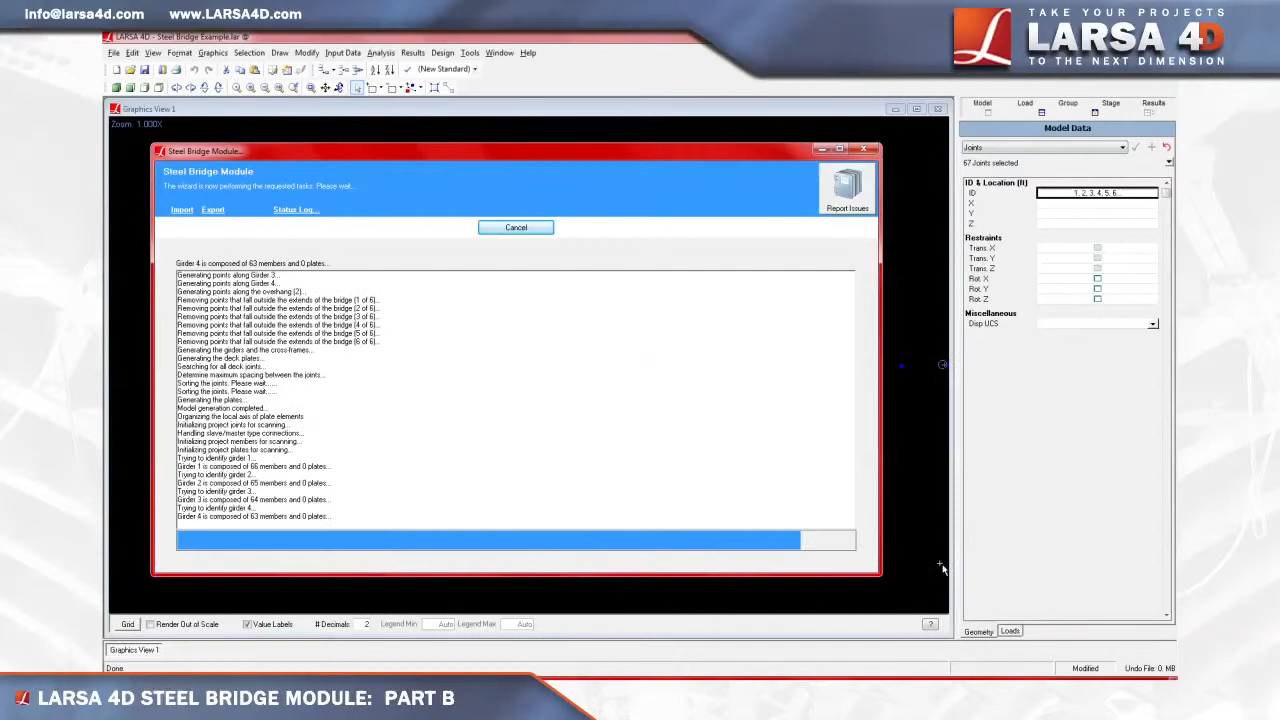 info@larsa4d.com www.LARSA4D.com
TAKE YOUR PROJECTS
LARSA 4D
TO THE NEXT DIMENSION
LARSA 4D - Steel Bridge Example.lar
File Edit View Format Graphics Selection Draw Modify Input Data Analysis Results Design Tools Window Help
(New Standard)
Graphics View 1
Zoom 1.000X
Model Load Group Stage Results
Model Data
Joints
67 Joints selected
ID & Location (ft)
ID 1, 2, 3, 4, 5, 6...
X
Y
Z
Restraints
Trans. X
Trans. Y
Trans. Z
Rot. X
Rot. Y
Rot. Z
Miscellaneous
Disp UCS
Geometry Loads
Steel Bridge Module...
Steel Bridge Module
The wizard is now performing the requested tasks. Please wait...
Import Export Status Log...
Report Issues
Cancel
Girder 4 is composed of 63 members and 0 plates...
Generating points along Girder 3...
Generating points along Girder 4...
Generating points along the overhang (2)...
Removing points that fall outside the extends of the bridge (1 of 6)...
Removing points that fall outside the extends of the bridge (2 of 6)...
Removing points that fall outside the extends of the bridge (3 of 6)...
Removing points that fall outside the extends of the bridge (4 of 6)...
Removing points that fall outside the extends of the bridge (5 of 6)...
Removing points that fall outside the extends of the bridge (6 of 6)...
Generating the girders and the cross-frames...
Generating the deck plates...
Searching for all deck joints...
Determine maximum spacing between the joints...
Sorting the joints. Please wait......
Sorting the joints. Please wait......
Generating the plates...
Model generation completed...
Organizing the local axis of plate elements
Initializing project joints for scanning...
Handling slave/master type connections...
Initializing project members for scanning...
Initializing project plates for scanning...
Trying to identify girder 1...
Girder 1 is composed of 66 members and 0 plates...
Trying to identify girder 2...
Girder 2 is composed of 65 members and 0 plates...
Trying to identify girder 3...
Girder 3 is composed of 64 members and 0 plates...
Trying to identify girder 4...
Girder 4 is composed of 63 members and 0 plates...
Grid Render Out of Scale Value Labels # Decimals: 2 Legend Min Auto Legend Max Auto ?
Graphics View 1
Done. Modified Undo File: 0. MB
LARSA 4D STEEL BRIDGE MODULE: PART B